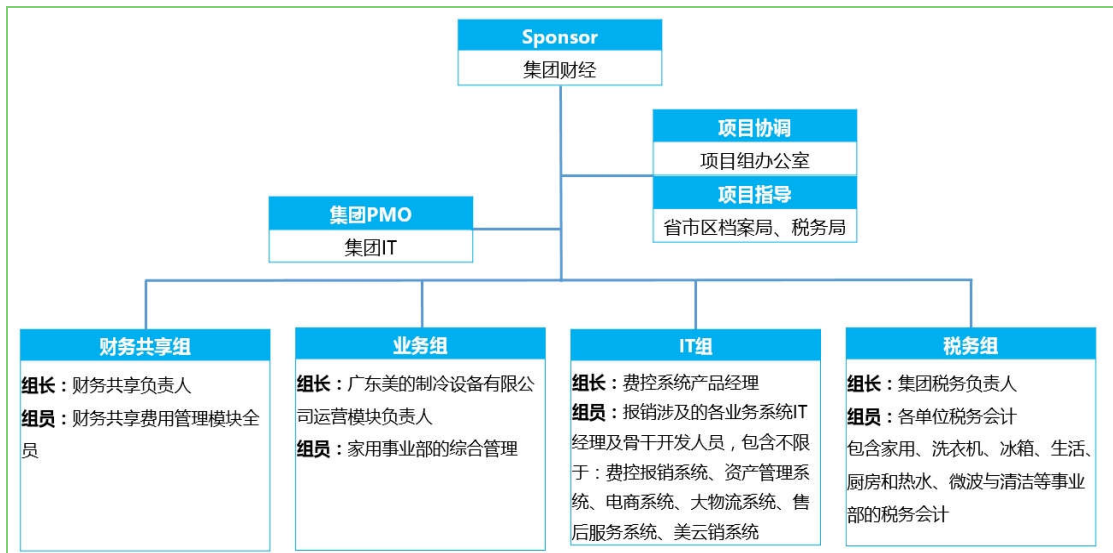 Sponsor
集团财经
项目协调
项目组办公室
项目指导
省市区档案局、税务局
集团PMO
集团IT
财务共享组
组长：财务共享负责人
组员：财务共享费用管理模块全
员
业务组
组长：广东美的制冷设备有限公
司运营模块负责人
组员：家用事业部的综合管理
IT组
组长：费控系统产品经理
组员：报销涉及的各业务系统IT
经理及骨干开发人员，包含不限
于：费控报销系统、资产管理系
统、电商系统、大物流系统、售
后服务系统、美云销系统
税务组
组长：集团税务负责人
组员：各单位税务会计
包含家用、洗衣机、冰箱、生活、
厨房和热水、微波与清洁等事业
部的税务会计